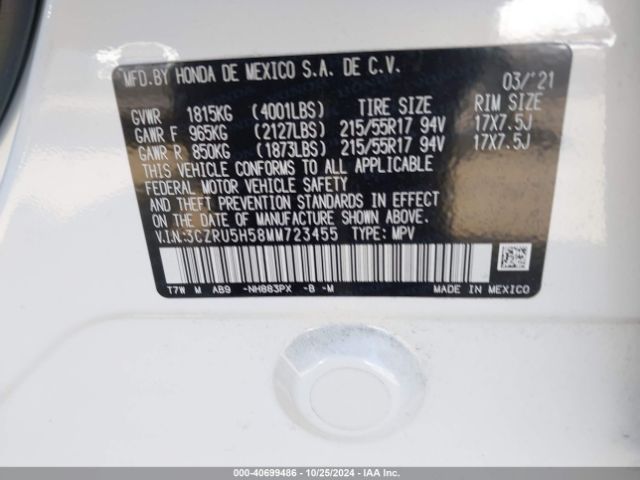 MFD. BY HONDA DE MEXICO S.A. DE C.V. 03/'21
GVWR 1815KG (4001LBS) TIRE SIZE RIM SIZE
GAWR F 965KG (2127LBS) 215/55R17 94V 17X7.5J
GAWR R 850KG (1873LBS) 215/55R17 94V 17X7.5J
THIS VEHICLE CONFORMS TO ALL APPLICABLE
FEDERAL MOTOR VEHICLE SAFETY
AND THEFT PREVENTION STANDARDS IN EFFECT
ON THE DATE OF MANUFACTURE SHOWN ABOVE.
V.I.N:3CZRU5H58MM723455 TYPE: MPV
T7W M AB9 -NH883PX -B -M MADE IN MEXICO
000-40699486 - 10/25/2024 - IAA Inc.